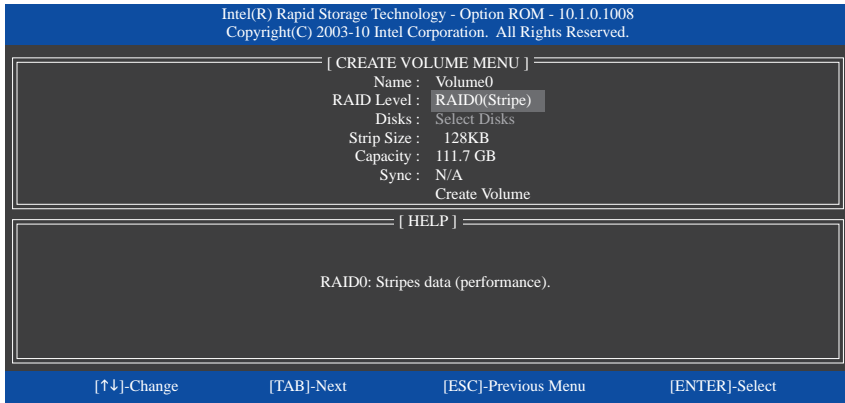 Intel(R) Rapid Storage Technology - Option ROM - 10.1.0.1008
Copyright(C) 2003-10 Intel Corporation. All Rights Reserved.
[ CREATE VOLUME MENU ]
Name : Volume0
RAID Level : RAID0(Stripe)
Disks : Select Disks
Strip Size : 128KB
Capacity : 111.7 GB
Sync : N/A
Create Volume
[ HELP ]
RAID0: Stripes data (performance).
[↑↓]-Change [TAB]-Next [ESC]-Previous Menu [ENTER]-Select